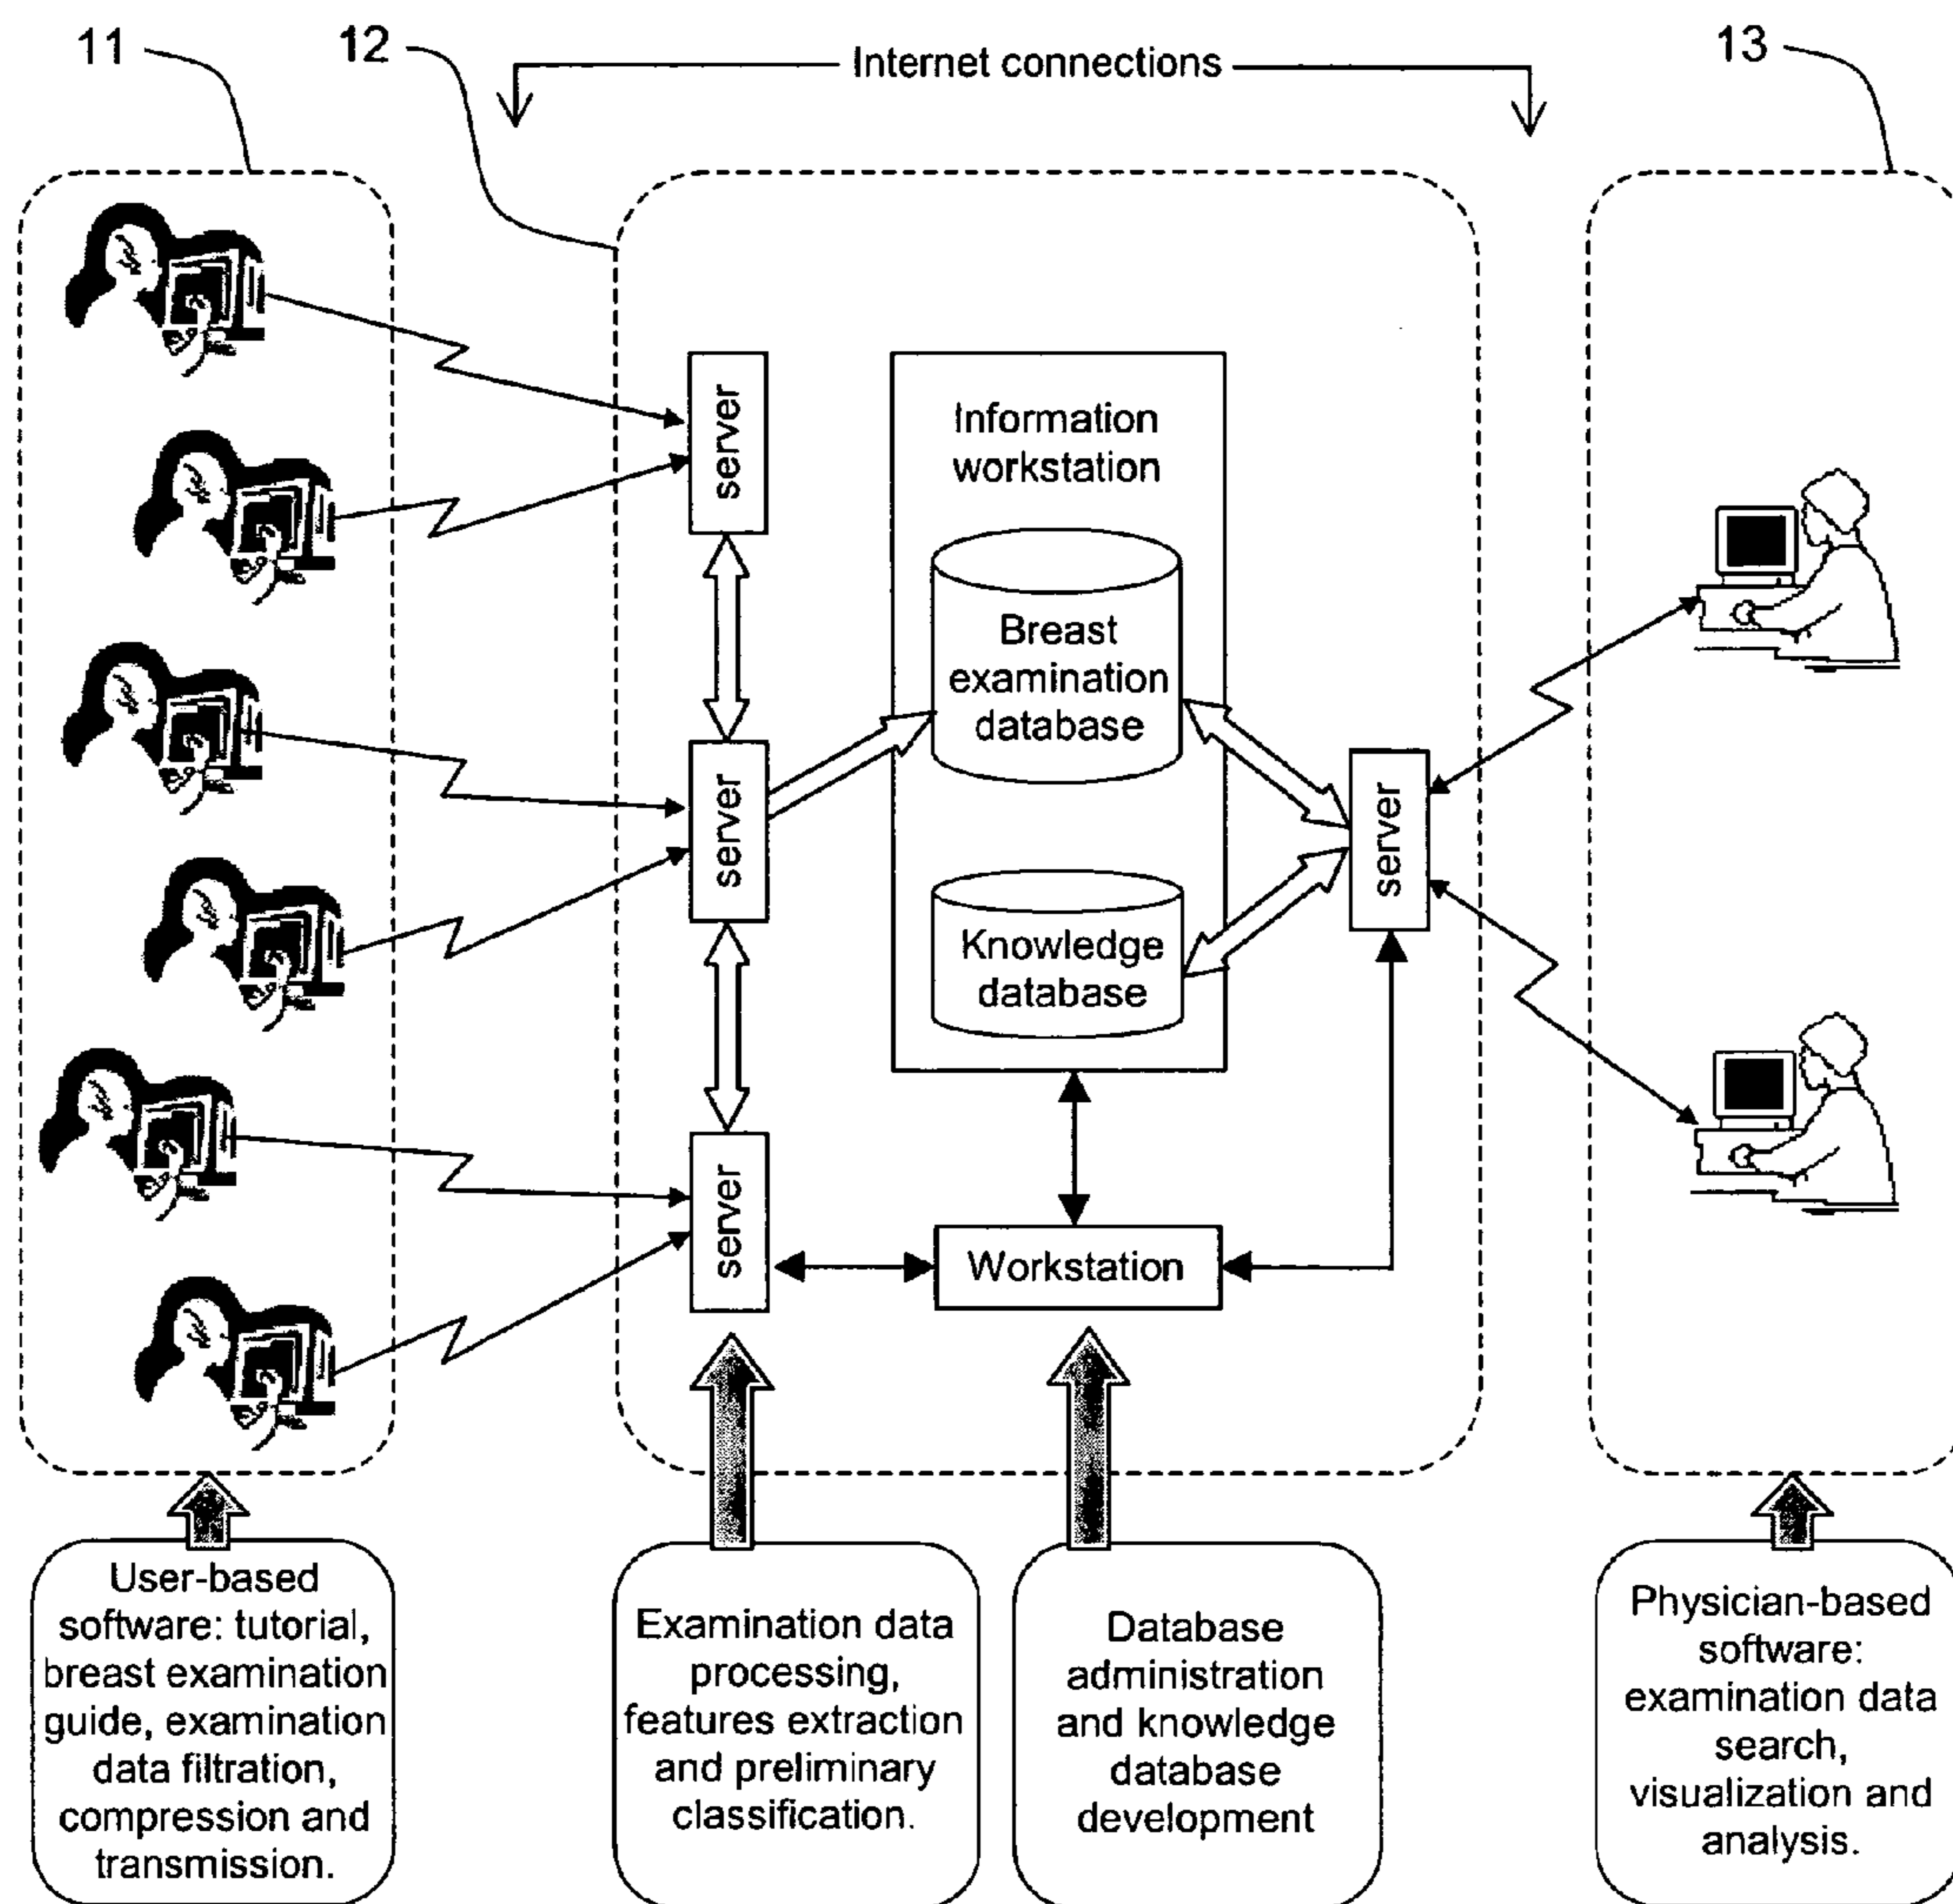 11
12
Internet connections
13
server
Information
workstation
Breast
examination
database
server
server
Knowledge
database
server
Workstation
User-based
software: tutorial,
breast examination
guide, examination
data filtration,
compression and
transmission.
Examination data
processing,
features extraction
and preliminary
classification.
Database
administration
and knowledge
database
development
Physician-based
software:
examination data
search,
visualization and
analysis.